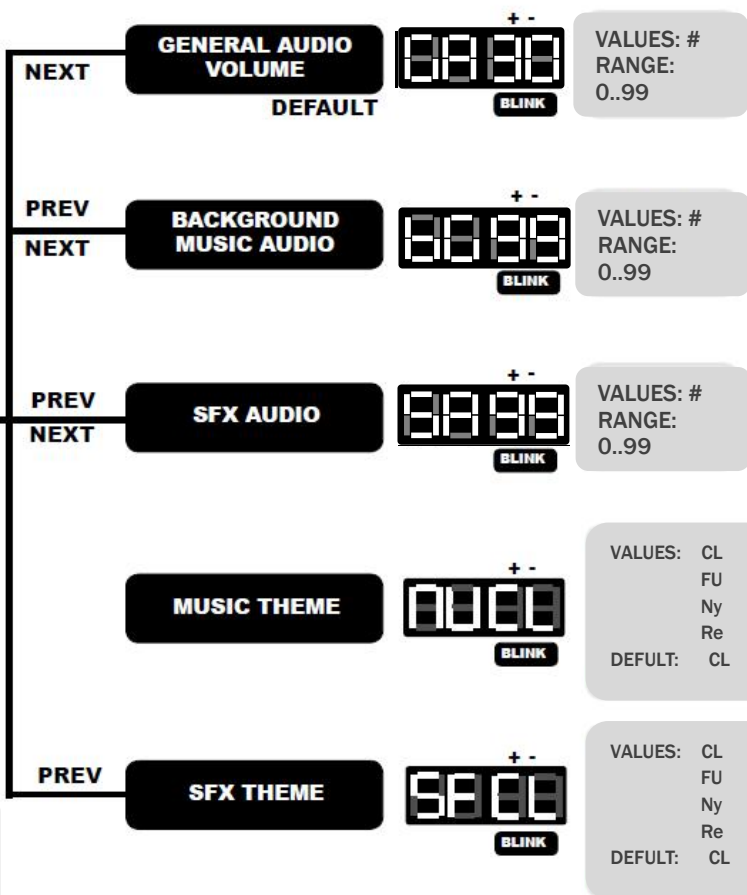 + -
GENERAL AUDIO
VOLUME
NEXT
DEFAULT
BLINK
VALUES: #
RANGE:
0..99
PREV
+ -
BACKGROUND
MUSIC AUDIO
NEXT
BLINK
VALUES: #
RANGE:
0..99
PREV
+ -
SFX AUDIO
NEXT
BLINK
VALUES: #
RANGE:
0..99
+ -
MUSIC THEME
BLINK
VALUES: CL
FU
Ny
Re
DEFULT: CL
PREV
+ -
SFX THEME
SFCL
BLINK
VALUES: CL
FU
Ny
Re
DEFULT: CL